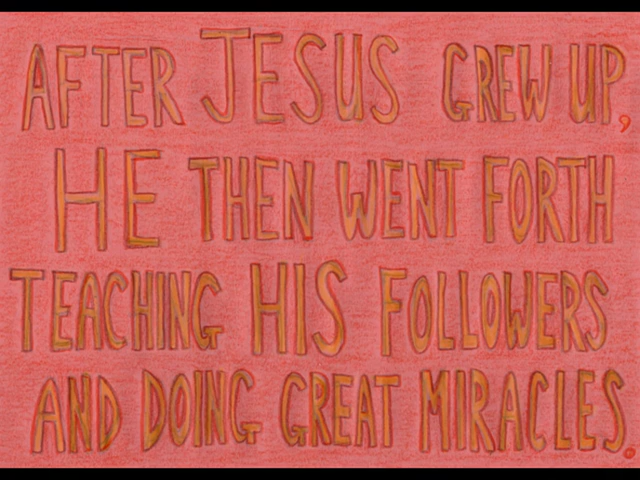 AFTER JESUS GREW UP,
HE THEN WENT FORTH
TEACHING HIS FOLLOWERS
AND DOING GREAT MIRACLES.